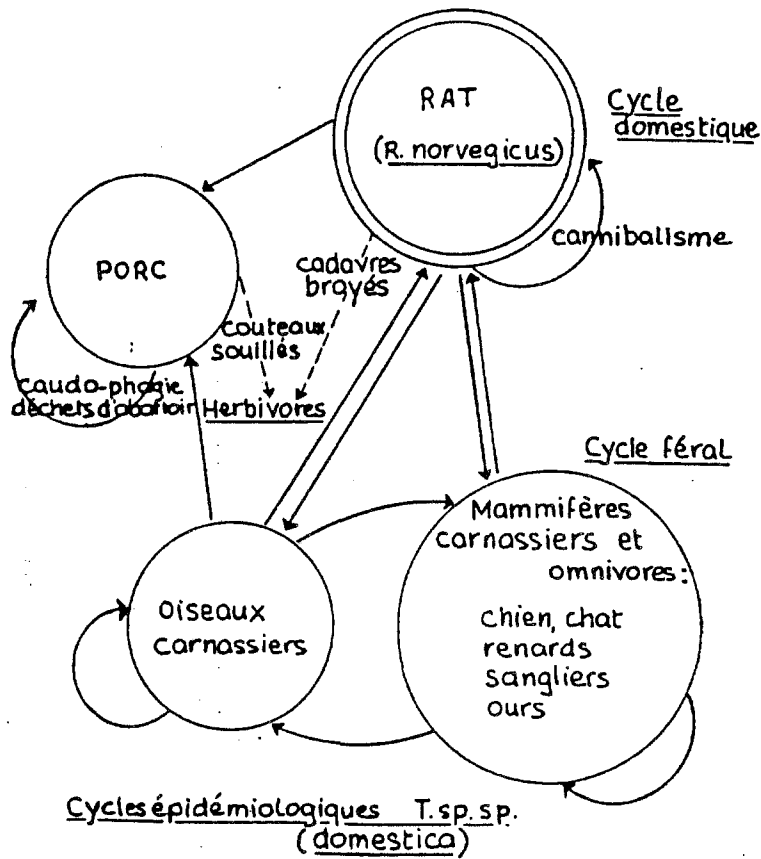 RAT
(R. norvegicus)
Cycle
domestique
cannibalisme
PORC
cadavres
broyés
couteaux
souillés
caudo-phagie
déchets d'abattoir
Herbivores
Cycle féral
Mammifères
carnassiers et
omnivores:
chien, chat
renards
sangliers
ours
oiseaux
carnassiers
Cycles épidémiologiques T. sp. sp.
(domestica)